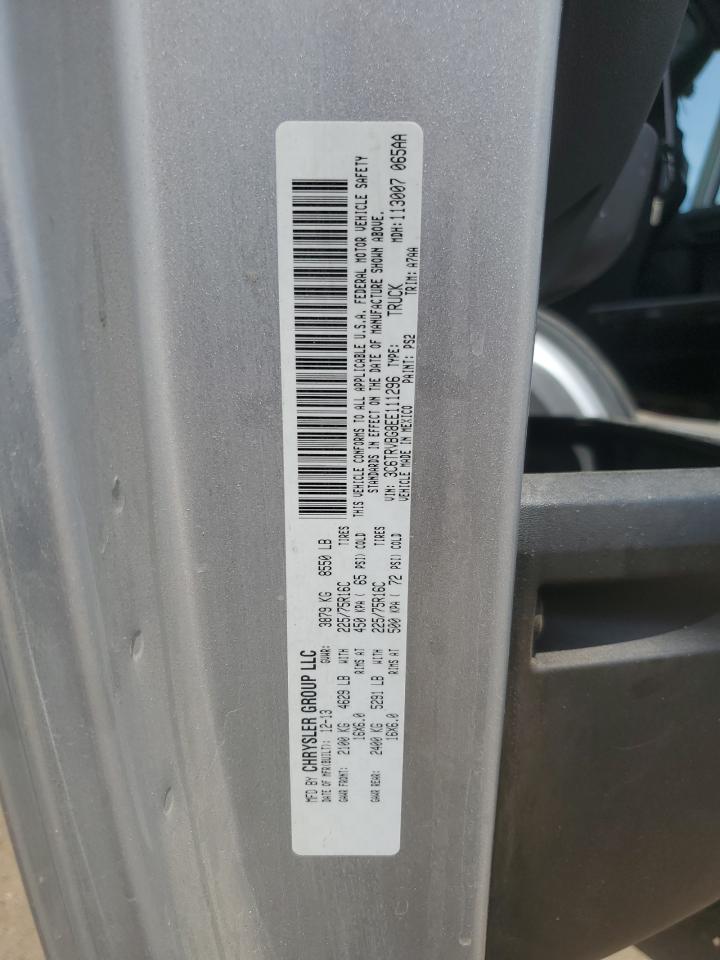 MFD BY CHRYSLER GROUP LLC
DATE OF MFR(BUILT): 12-13 GVWR: 3879 KG 8550 LB
GAWR FRONT: 2100 KG 4629 LB WITH 225/75R16C TIRES
16X6.0 RIMS AT 450 KPA ( 65 PSI) COLD
GAWR REAR: 2400 KG 5291 LB WITH 225/75R16C TIRES
16X6.0 RIMS AT 500 KPA ( 72 PSI) COLD
THIS VEHICLE CONFORMS TO ALL APPLICABLE U.S.A. FEDERAL MOTOR VEHICLE SAFETY
STANDARDS IN EFFECT ON THE DATE OF MANUFACTURE SHOWN ABOVE.
VIN: 3C6TRVBG8EE111296 TYPE: TRUCK MDH:113007 065AA
VEHICLE MADE IN MEXICO PAINT: PS2 TRIM: A7AA